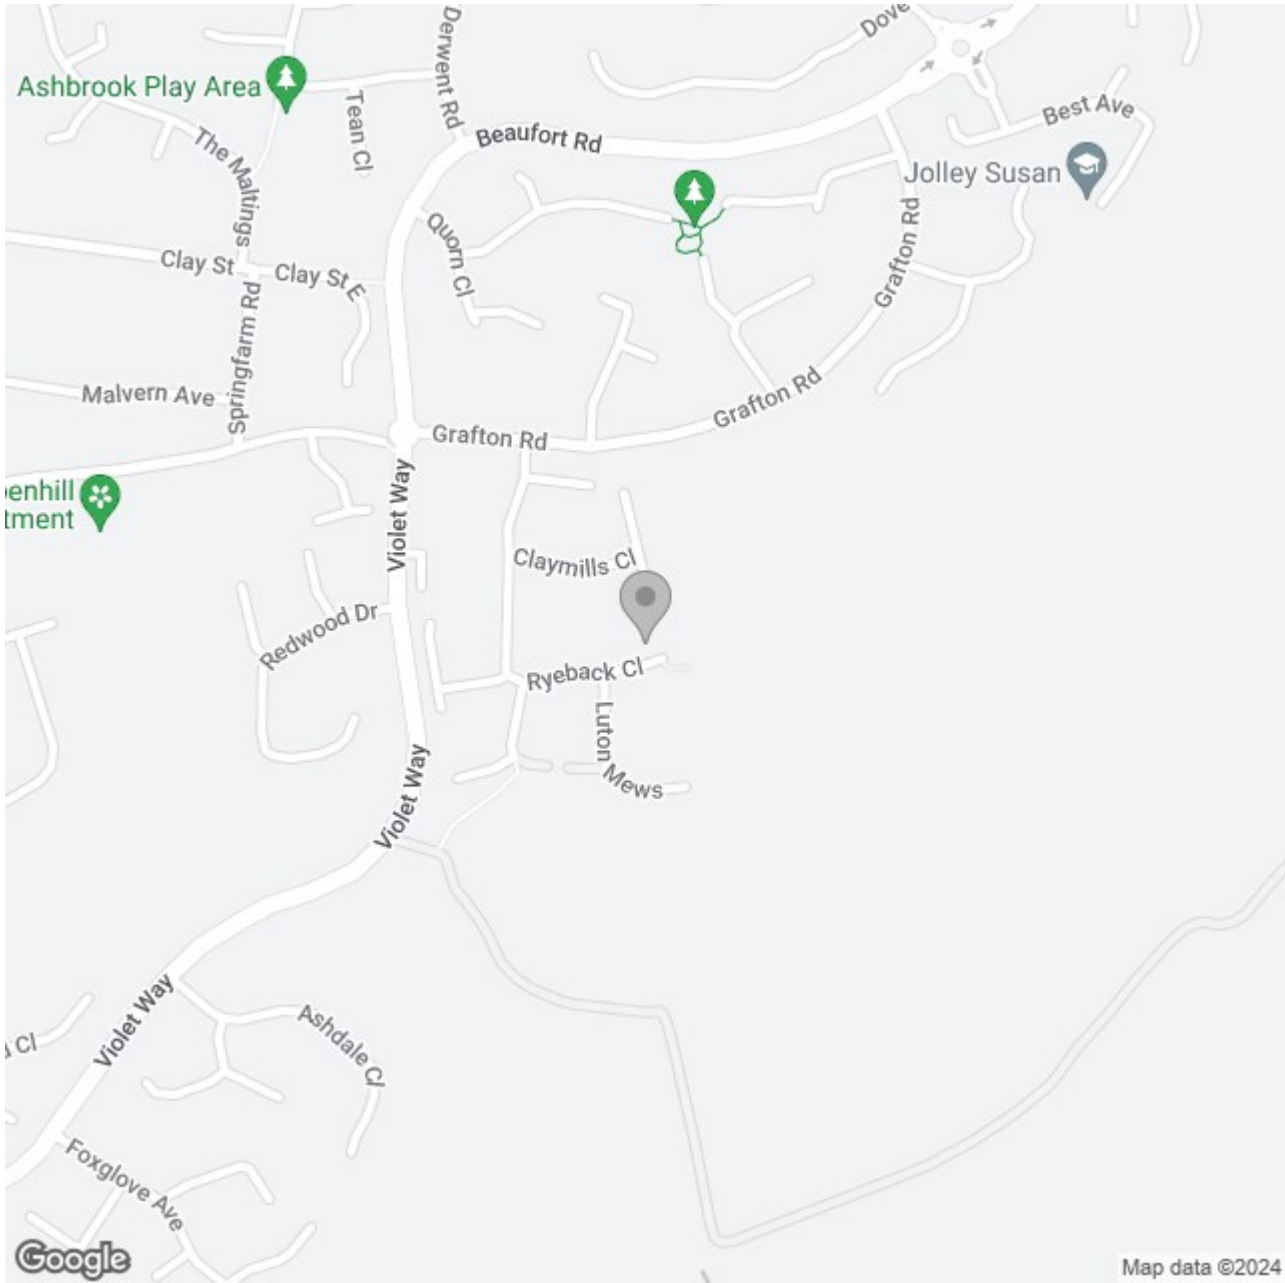 Derwent Rd
Dove
Ashbrook Play Area
Tean Cl
Best Ave
Beaufort Rd
The Maltings
Jolley Susan
Quorn Cl
Grafton Rd
Clay St
Clay St E
Springfarm Rd
Malvern Ave
Grafton Rd
Grafton Rd
Violet Way
penhill
tment
Claymills Cl
Redwood Dr
Ryeback Cl
Luton Mews
Violet Way
Violet Way
Ashdale Cl
Cl
Foxglove Ave
Google
Map data ©2024